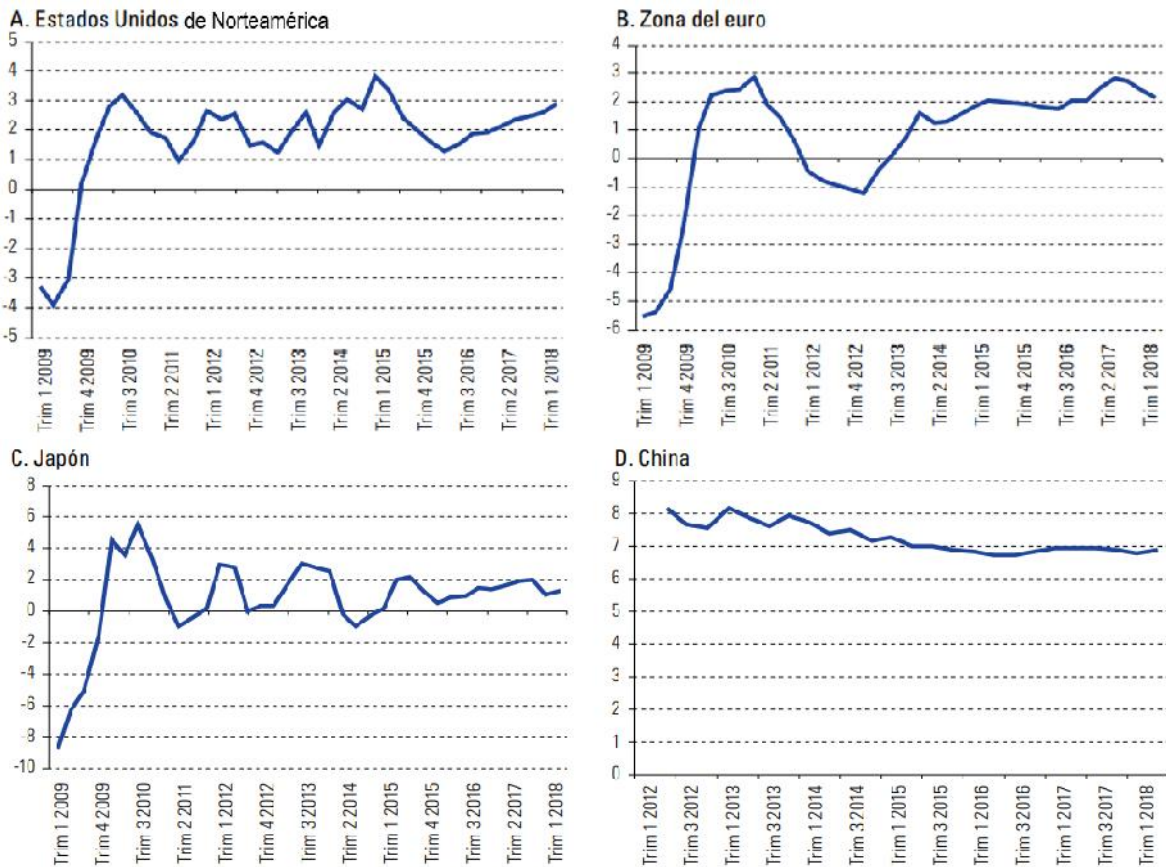 A. Estados Unidos de Norteamérica
5
4
3
2
1
0
-1
-2
-3
-4
-5
Trim 1 2009
Trim 4 2009
Trim 3 2010
Trim 2 2011
Trim 1 2012
Trim 4 2012
Trim 3 2013
Trim 2 2014
Trim 1 2015
Trim 4 2015
Trim 3 2016
Trim 2 2017
Trim 1 2018
B. Zona del euro
4
3
2
1
0
-1
-2
-3
-4
-5
-6
Trim 1 2009
Trim 4 2009
Trim 3 2010
Trim 2 2011
Trim 1 2012
Trim 4 2012
Trim 3 2013
Trim 2 2014
Trim 1 2015
Trim 4 2015
Trim 3 2016
Trim 2 2017
Trim 1 2018
C. Japón
8
6
4
2
0
-2
-4
-6
-8
-10
Trim 1 2009
Trim 4 2009
Trim 3 2010
Trim 2 2011
Trim 1 2012
Trim 4 2012
Trim 3 2013
Trim 2 2014
Trim 1 2015
Trim 4 2015
Trim 3 2016
Trim 2 2017
Trim 1 2018
D. China
9
8
7
6
5
4
3
2
1
0
Trim 1 2012
Trim 3 2012
Trim 1 2013
Trim 3 2013
Trim 1 2014
Trim 3 2014
Trim 1 2015
Trim 3 2015
Trim 1 2016
Trim 3 2016
Trim 1 2017
Trim 3 2017
Trim 1 2018